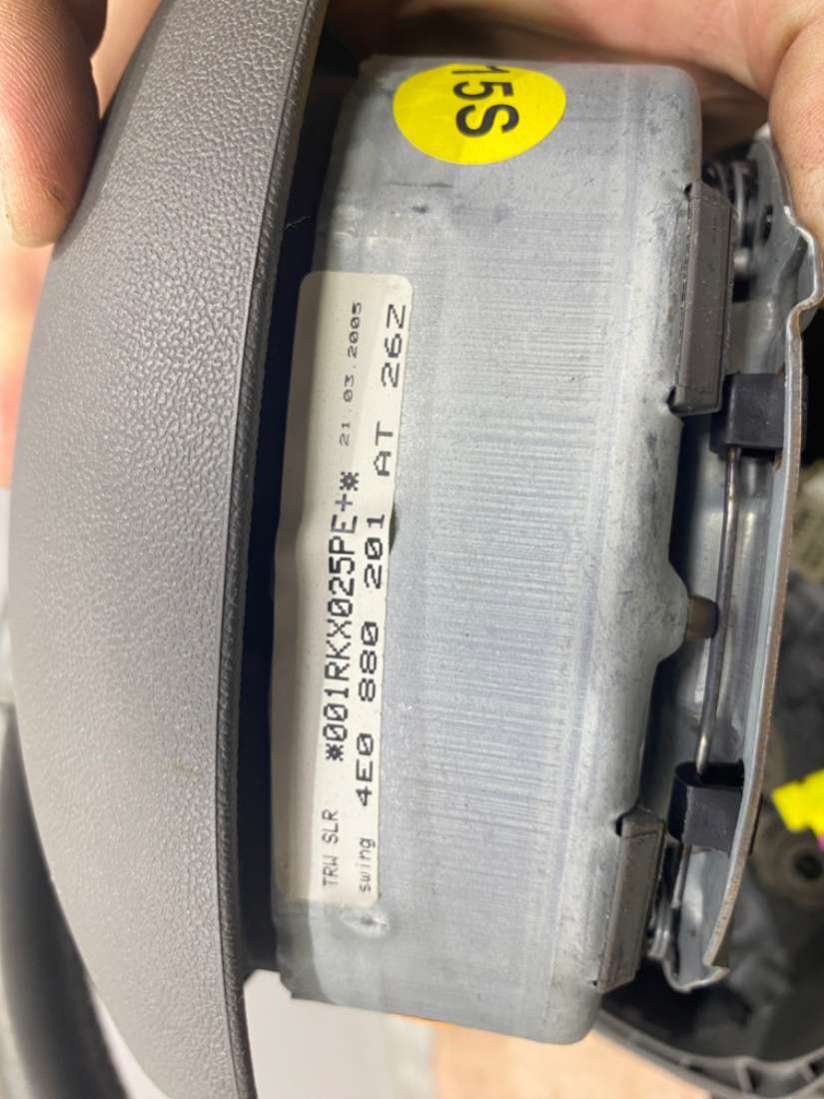 15S
TRW SLR *001RKX025PE+* 21.03.2005
swing 4E0 880 201 AT 26Z